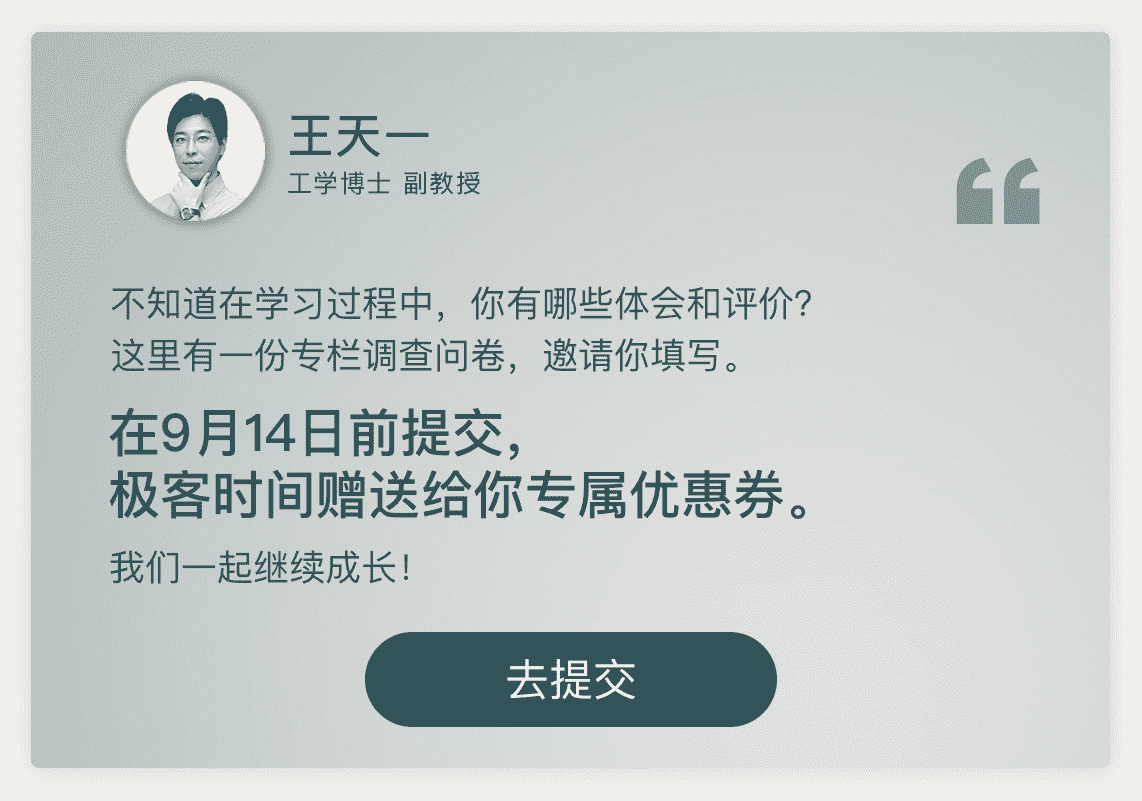 王天一
工学博士 副教授
不知道在学习过程中，你有哪些体会和评价？
这里有一份专栏调查问卷，邀请你填写。
在9月14日前提交，
极客时间赠送给你专属优惠券。
我们一起继续成长！
去提交